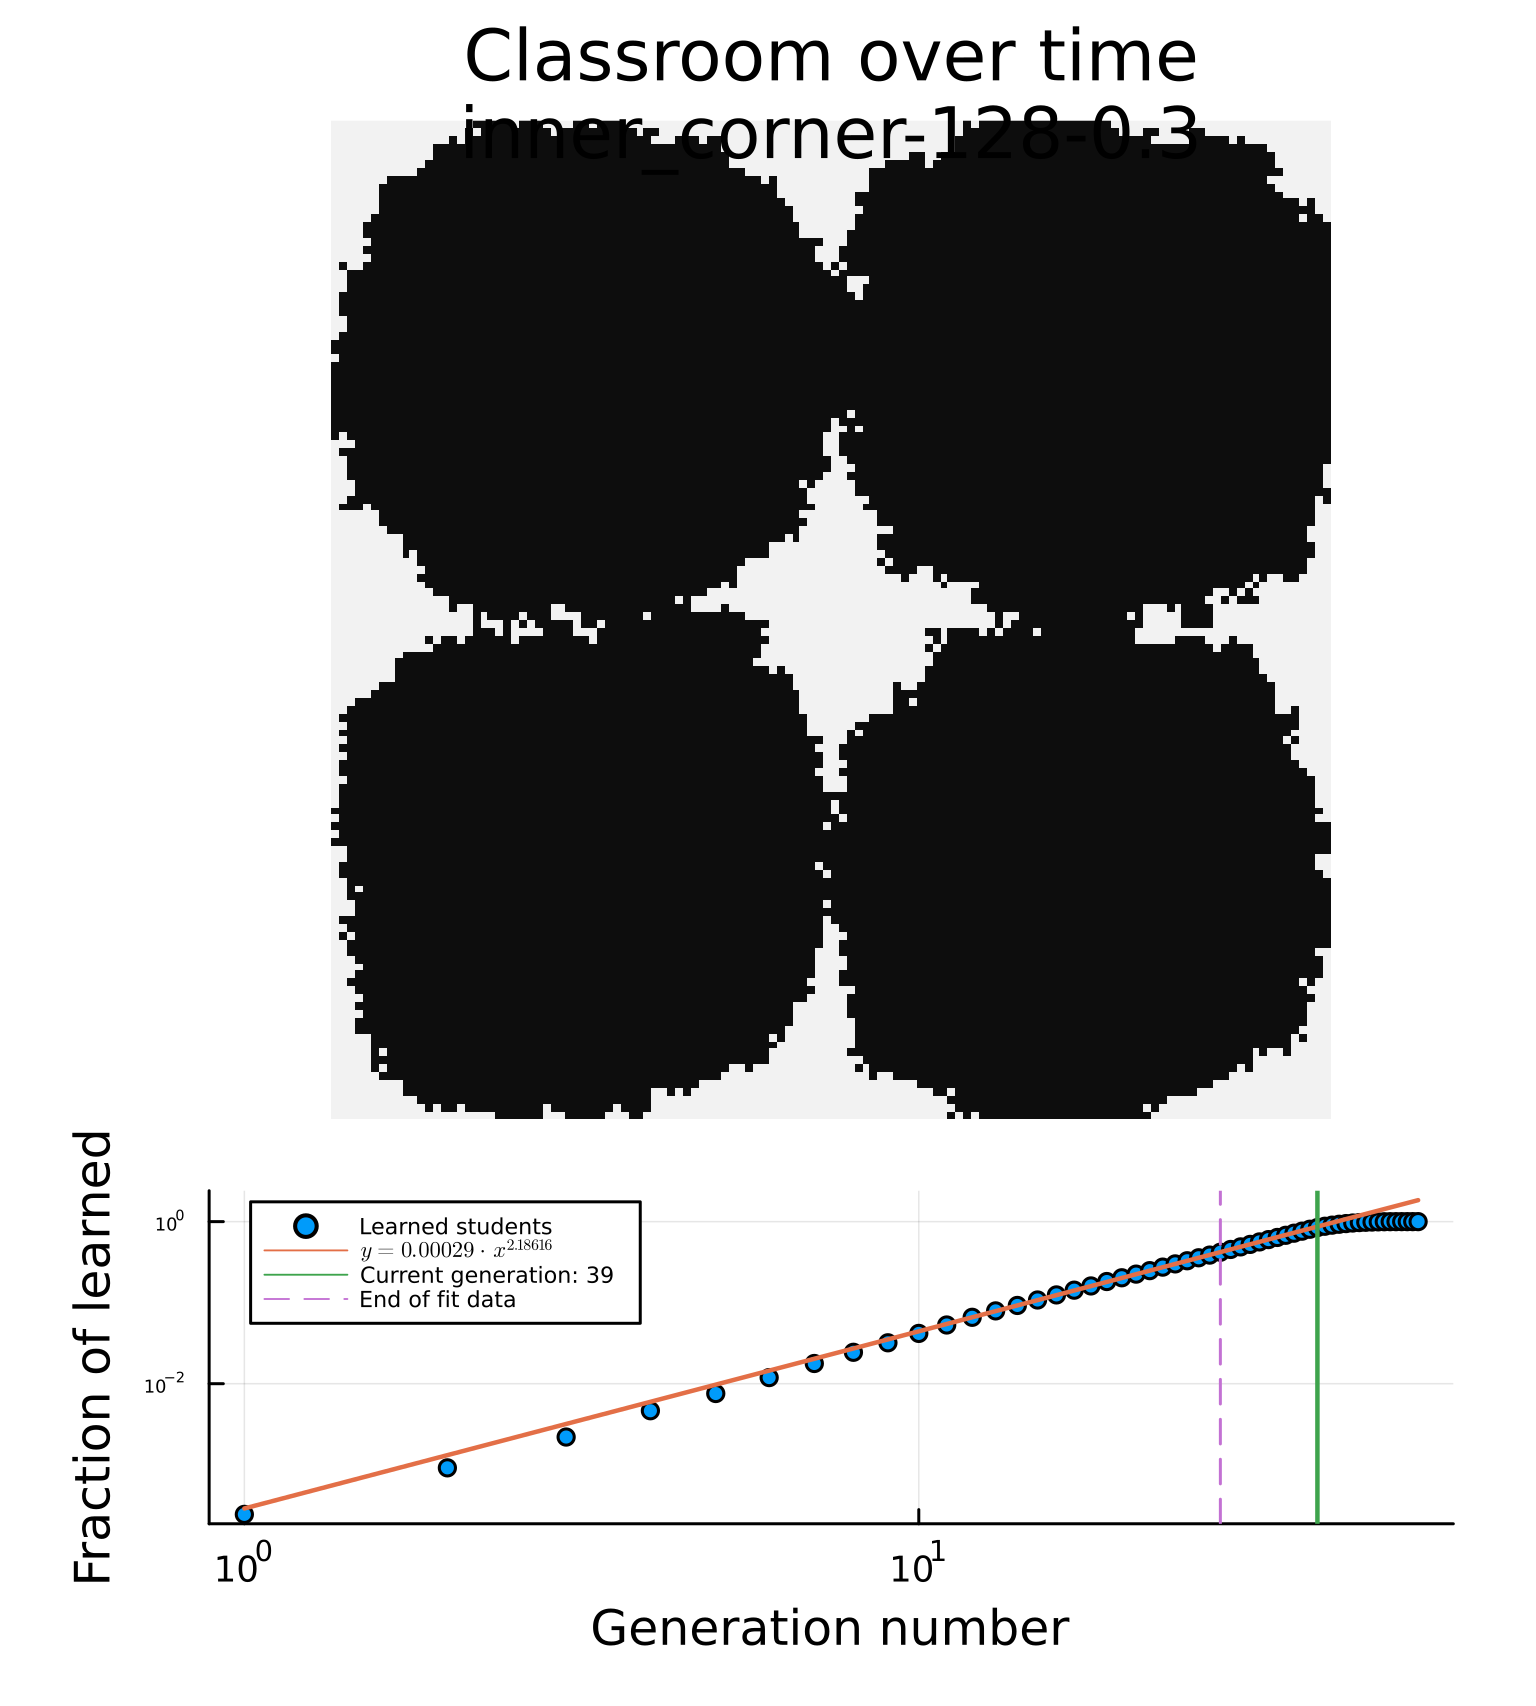 Classroom over time
inner_corner-128-0.3
Fraction of learned
10^0
10^-2
Learned students
y = 0.00029 · x^2.18616
Current generation: 39
End of fit data
10^0
10^1
Generation number